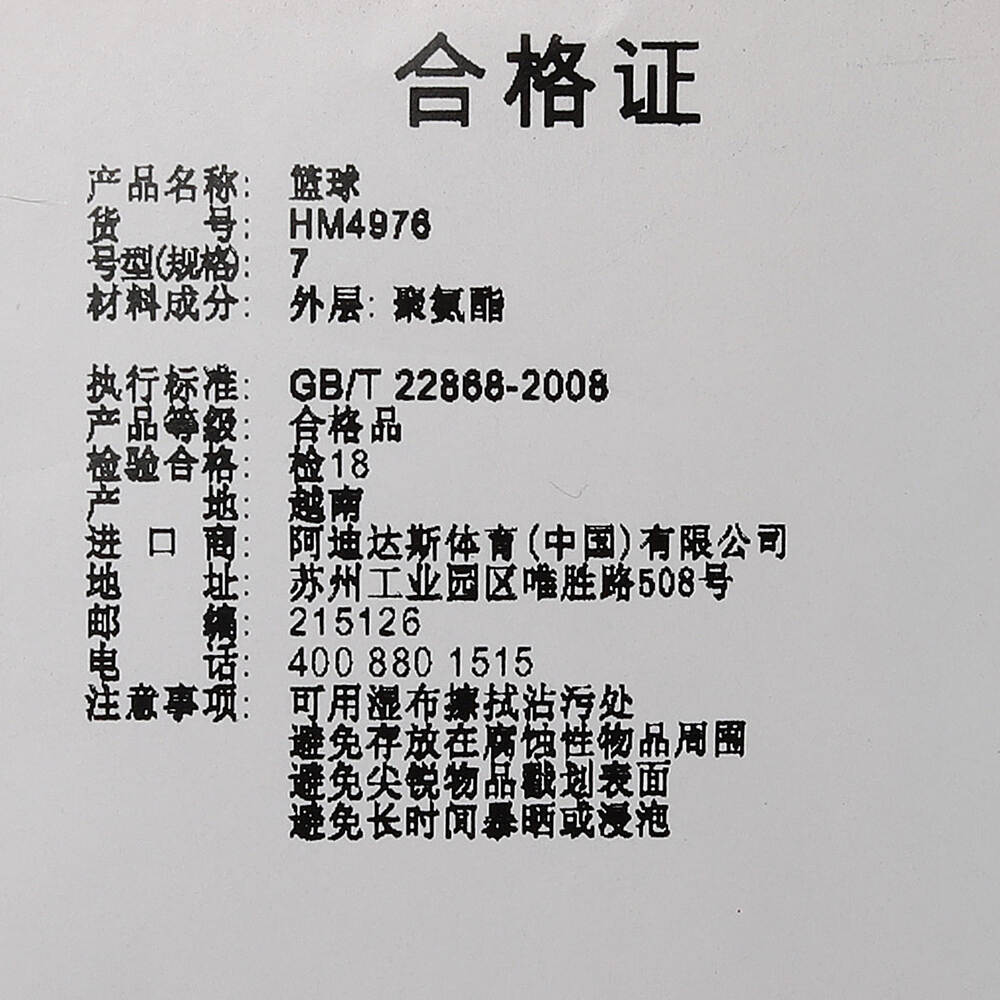 合格证
产品名称: 篮球
货号: HM4976
号型(规格): 7
材料成分: 外层: 聚氨酯
执行标准: GB/T 22868-2008
产品等级: 合格品
检验合格: 检18
产地: 越南
进口商: 阿迪达斯体育(中国)有限公司
地址: 苏州工业园区唯胜路508号
邮编: 215126
电话: 400 880 1515
注意事项: 可用湿布擦拭沾污处
避免存放在腐蚀性物品周围
避免尖锐物品戳划表面
避免长时间暴晒或浸泡